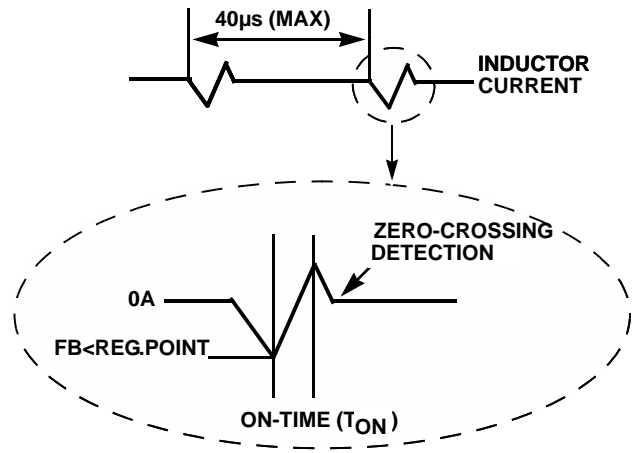 40µs (MAX)
INDUCTOR
CURRENT
ZERO-CROSSING
DETECTION
0A
FB<REG.POINT
ON-TIME (TON)